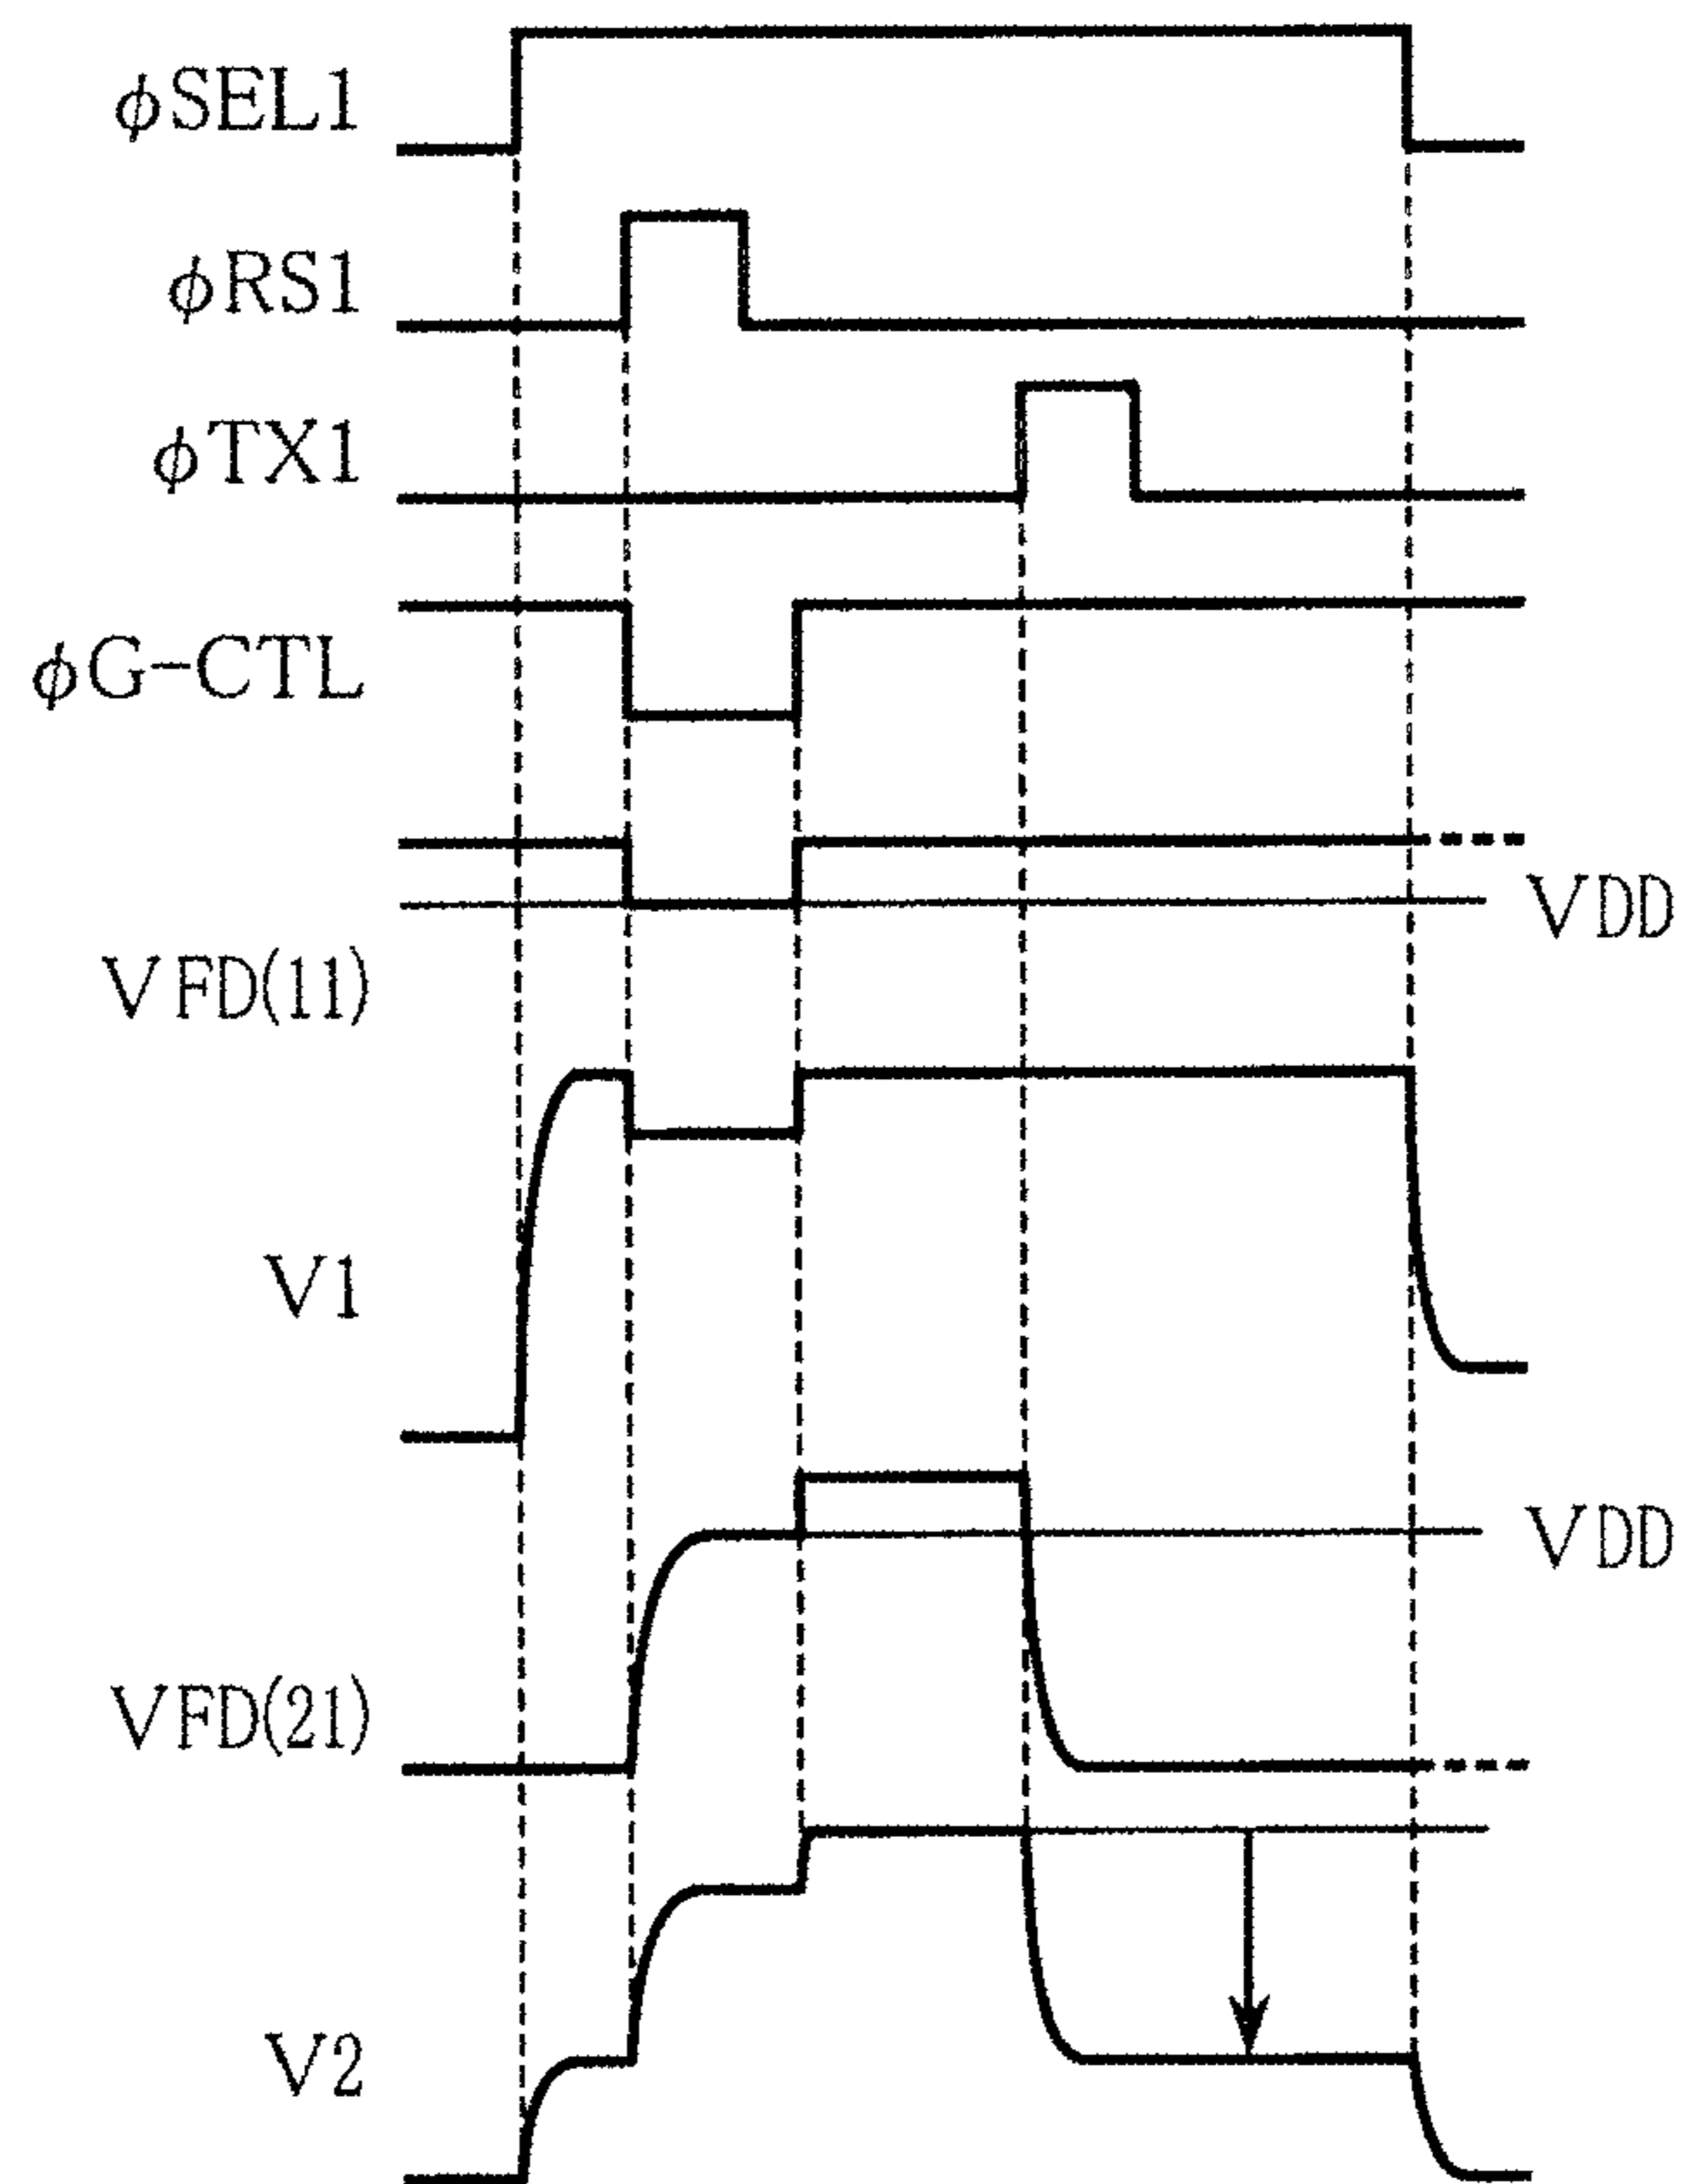 φSEL1
φRS1
φTX1
φG-CTL
VDD
VFD(11)
V1
VDD
VFD(21)
V2